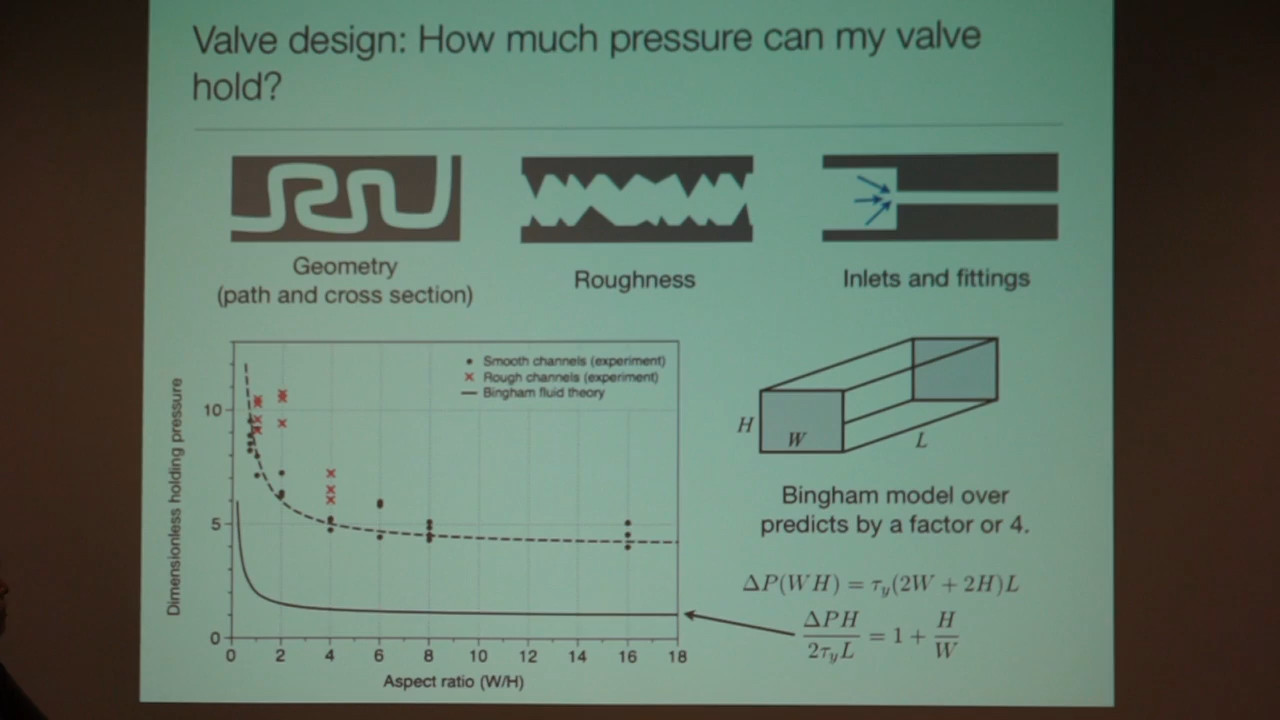 Valve design: How much pressure can my valve
hold?
Geometry
(path and cross section)
Roughness
Inlets and fittings
Dimensionless holding pressure
10
5
0
• Smooth channels (experiment)
× Rough channels (experiment)
— Bingham fluid theory
0 2 4 6 8 10 12 14 16 18
Aspect ratio (W/H)
H
W
L
Bingham model over
predicts by a factor or 4.
ΔP(WH) = τy(2W + 2H)L
ΔPH / 2τyL = 1 + H / W